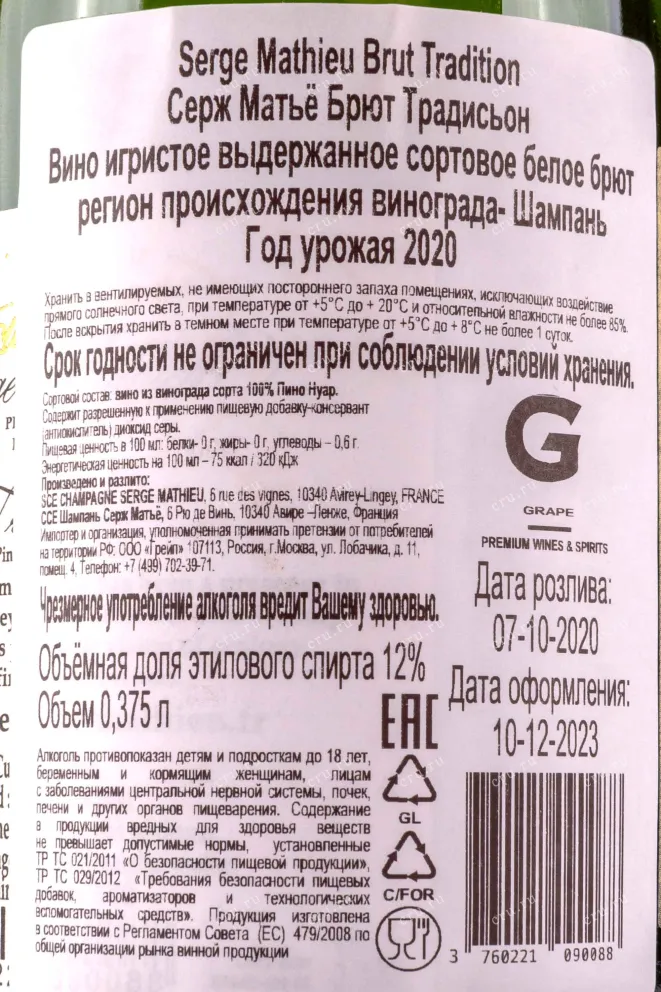 Serge Mathieu Brut Tradition
Серж Матьё Брют Традисьон
Вино игристое выдержанное сортовое белое брют
регион происхождения винограда- Шампань
Год урожая 2020
Хранить в вентилируемых, не имеющих постороннего запаха помещениях, исключающих воздействие
прямого солнечного света, при температуре от +5°C до + 20°C и относительной влажности не более 85%.
После вскрытия хранить в темном месте при температуре от +5°C до + 8°C не более 1 суток.
Срок годности не ограничен при соблюдении условий хранения.
Сортовой состав: вино из винограда сорта 100% Пино Нуар.
Содержит разрешенную к применению пищевую добавку-консервант
(антиокислитель) диоксид серы.
Пищевая ценность в 100 мл: белки- 0 г, жиры- 0 г, углеводы – 0,6 г.
Энергетическая ценность на 100 мл – 75 ккал / 320 кДж
Произведено и разлито:
SCE CHAMPAGNE SERGE MATHIEU, 6 rue des vignes, 10340 Avirey-Lingey, FRANCE
ССЕ Шампань Серж Матьё, 6 Рю де Винь, 10340 Авире –Ленже, Франция
Импортер и организация, уполномоченная принимать претензии от потребителей
на территории РФ: ООО «Грейп» 107113, Россия, г.Москва, ул. Лобачика, д. 11,
помещ. 4, Телефон: +7 (499) 702-39-71.
G
GRAPE
PREMIUM WINES & SPIRITS
Чрезмерное употребление алкоголя вредит Вашему здоровью.
Дата розлива:
07-10-2020
Объёмная доля этилового спирта 12%
Объем 0,375 л
Дата оформления:
10-12-2023
EAC
Алкоголь противопоказан детям и подросткам до 18 лет,
беременным и кормящим женщинам, лицам
с заболеваниями центральной нервной системы, почек,
печени и других органов пищеварения. Содержание
в продукции вредных для здоровья веществ
не превышает допустимые нормы, установленные
ТР ТС 021/2011 «О безопасности пищевой продукции»,
ТР ТС 029/2012 «Требования безопасности пищевых
добавок, ароматизаторов и технологических
вспомогательных средств». Продукция изготовлена
в соответствии с Регламентом Совета (ЕС) 479/2008 по
общей организации рынка винной продукции
GL
C/FOR
3 760221 090088